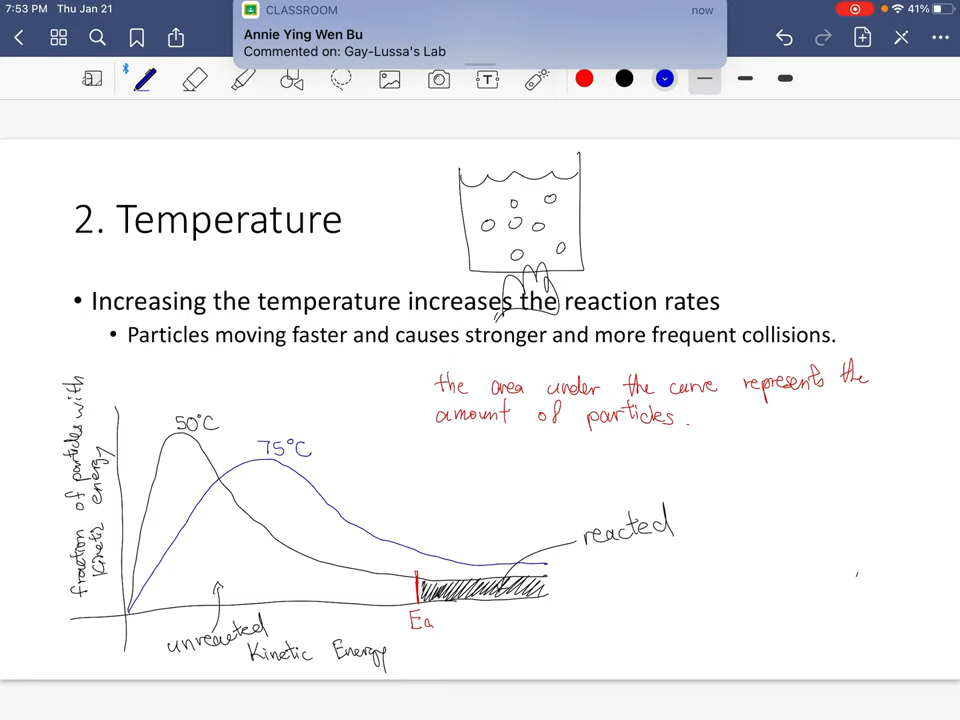 7:53 PM Thu Jan 21
CLASSROOM
now
41%
Annie Ying Wen Bu
Commented on: Gay-Lussa's Lab
T
2. Temperature
• Increasing the temperature increases the reaction rates
• Particles moving faster and causes stronger and more frequent collisions.
the area under the curve represents the
amount of particles.
fraction of particles with
Kinetic energy
50°C
75°C
reacted
Ea
unreacted
Kinetic Energy